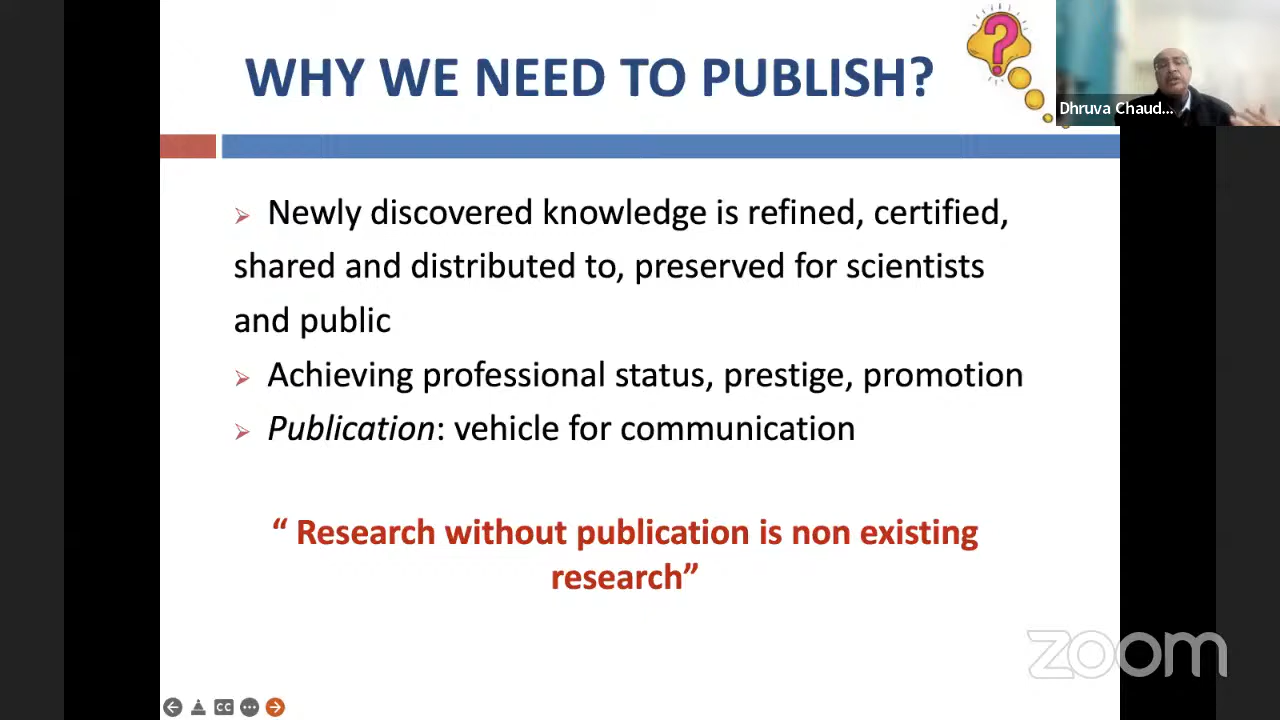 WHY WE NEED TO PUBLISH?
?
Dhruva Chaud...
➢ Newly discovered knowledge is refined, certified,
shared and distributed to, preserved for scientists
and public
➢ Achieving professional status, prestige, promotion
➢ Publication: vehicle for communication
“ Research without publication is non existing
research”
zoom
CC